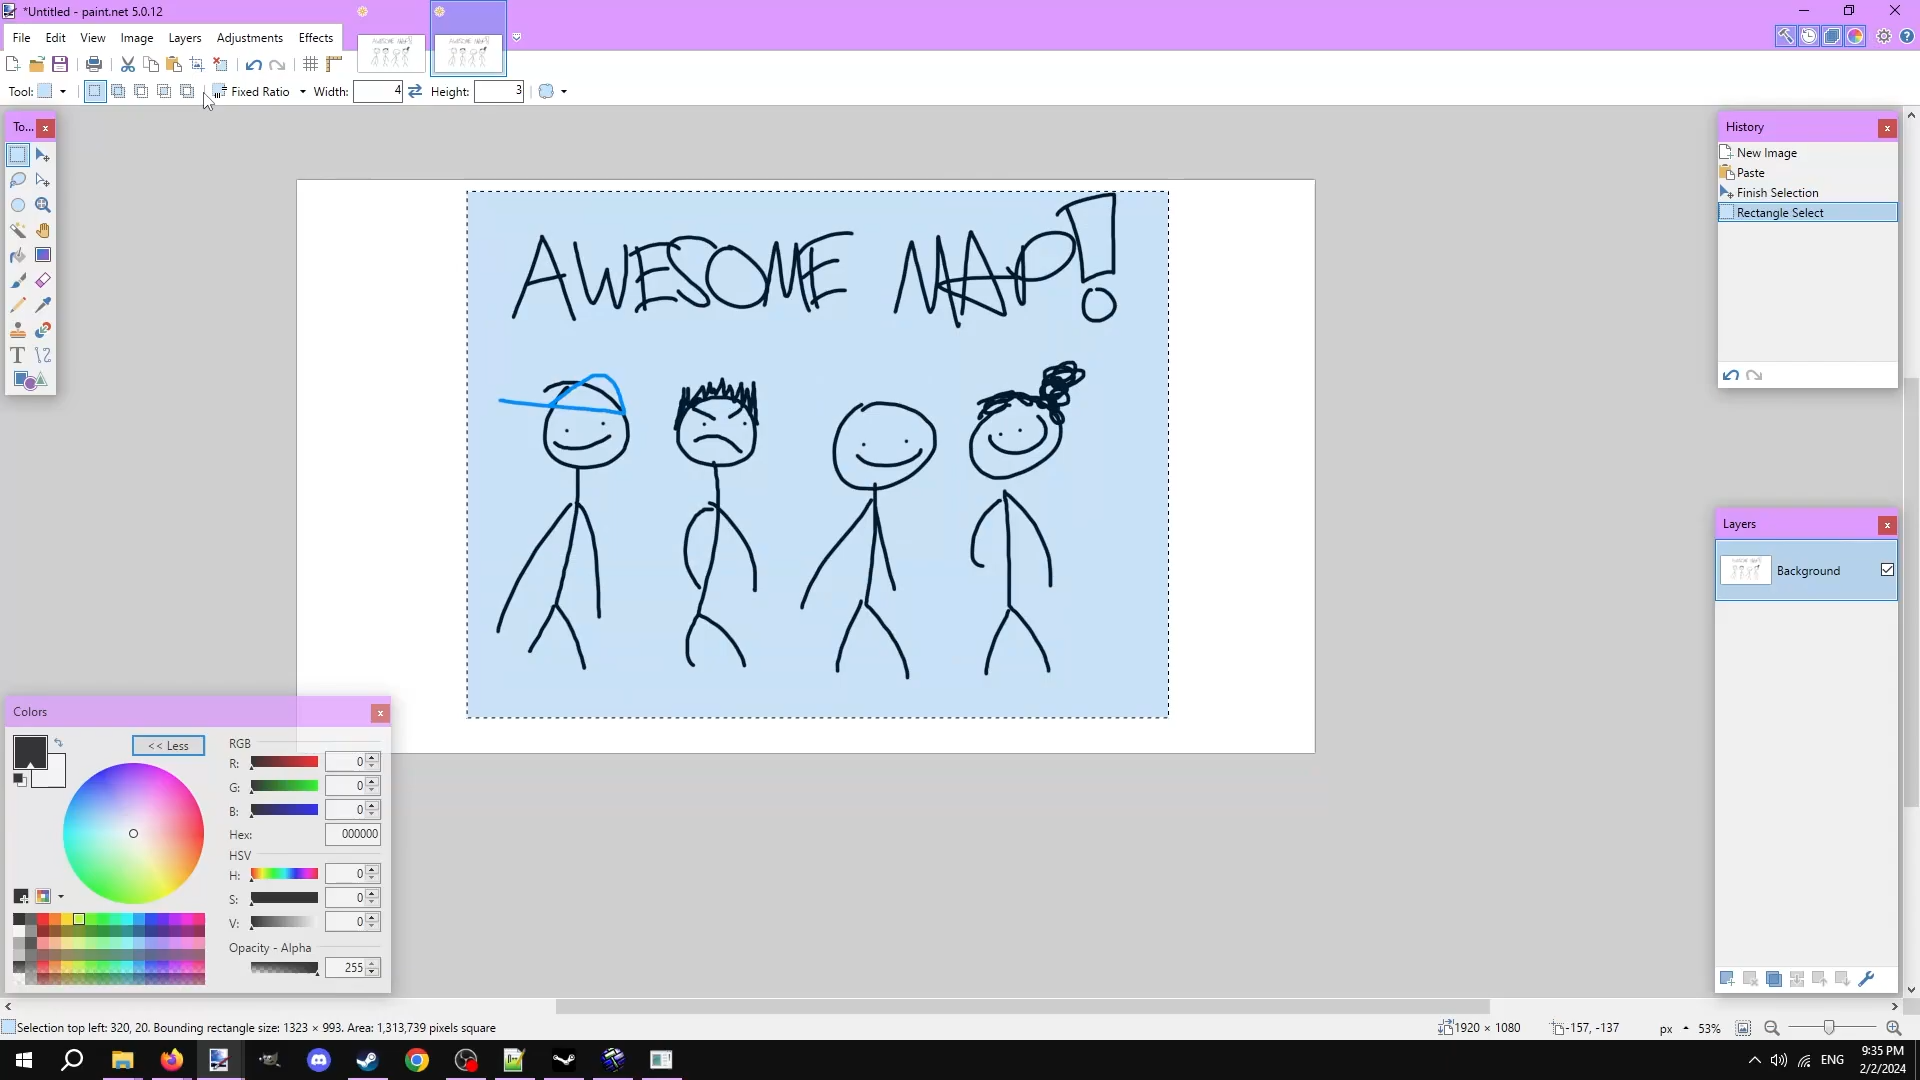 *Untitled - paint.net 5.0.12
File Edit View Image Layers Adjustments Effects
Tool: Fixed Ratio Width: 4 Height: 3
To...
History
New Image
Paste
Finish Selection
Rectangle Select
AWESOME MAP!
Layers
Background
Colors
<< Less
RGB
R: 0
G: 0
B: 0
Hex: 000000
HSV
H: 0
S: 0
V: 0
Opacity - Alpha
255
Selection top left: 320, 20. Bounding rectangle size: 1323 × 993. Area: 1,313,739 pixels square
1920 × 1080
-157, -137
px
53%
ENG
9:35 PM
2/2/2024